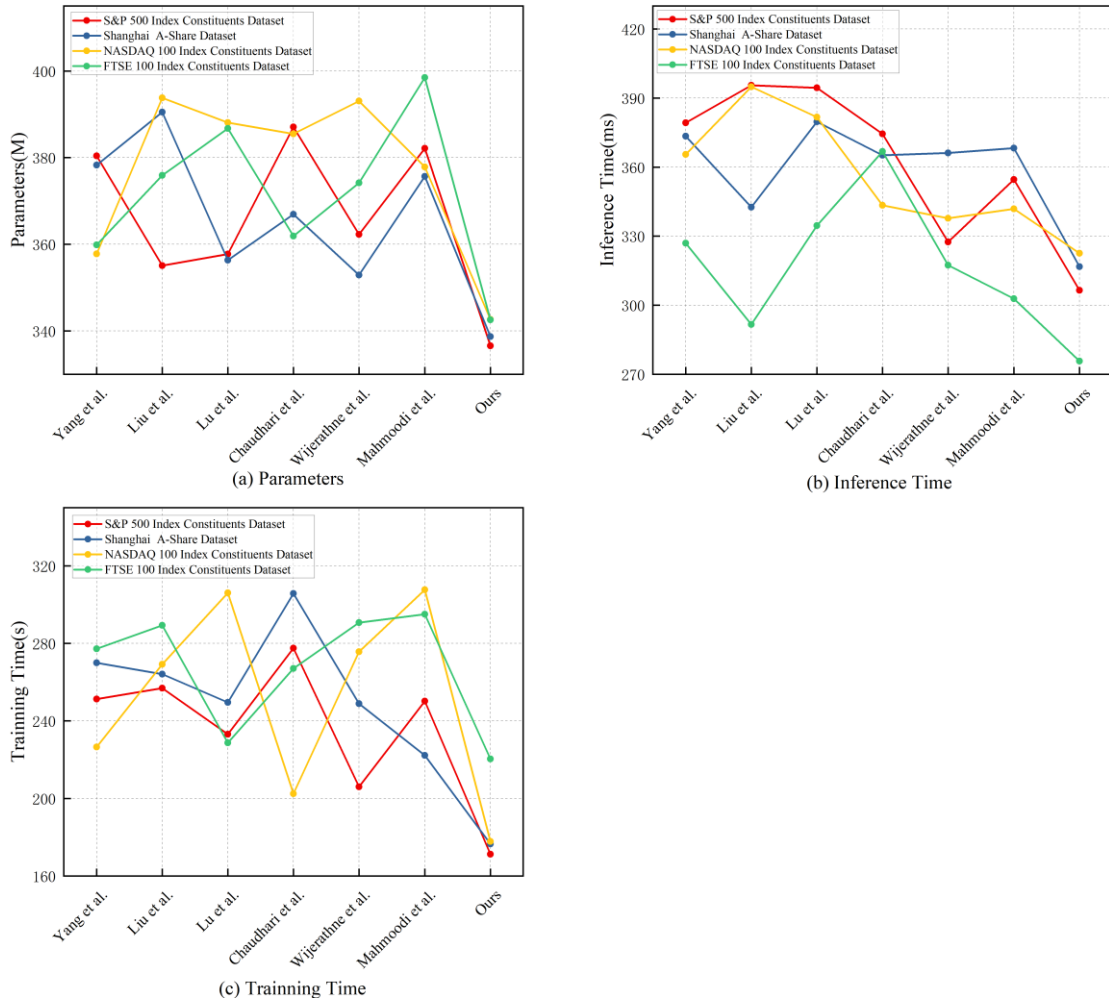 S&P 500 Index Constituents Dataset
Shanghai A-Share Dataset
NASDAQ 100 Index Constituents Dataset
FTSE 100 Index Constituents Dataset
400
380
360
340
Parameters(M)
Yang et al.
Liu et al.
Lu et al.
Chaudhari et al.
Wijerathne et al.
Mahmoodi et al.
Ours
(a) Parameters
S&P 500 Index Constituents Dataset
Shanghai A-Share Dataset
NASDAQ 100 Index Constituents Dataset
FTSE 100 Index Constituents Dataset
420
390
360
330
300
270
Inference Time(ms)
Yang et al.
Liu et al.
Lu et al.
Chaudhari et al.
Wijerathne et al.
Mahmoodi et al.
Ours
(b) Inference Time
S&P 500 Index Constituents Dataset
Shanghai A-Share Dataset
NASDAQ 100 Index Constituents Dataset
FTSE 100 Index Constituents Dataset
320
280
240
200
160
Trainning Time(s)
Yang et al.
Liu et al.
Lu et al.
Chaudhari et al.
Wijerathne et al.
Mahmoodi et al.
Ours
(c) Trainning Time